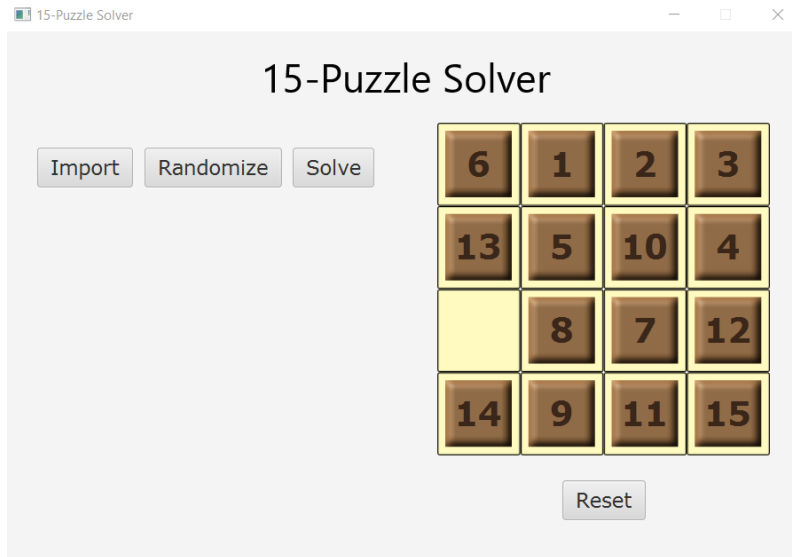 15-Puzzle Solver
15-Puzzle Solver
Import Randomize Solve
6 1 2 3
13 5 10 4
8 7 12
14 9 11 15
Reset